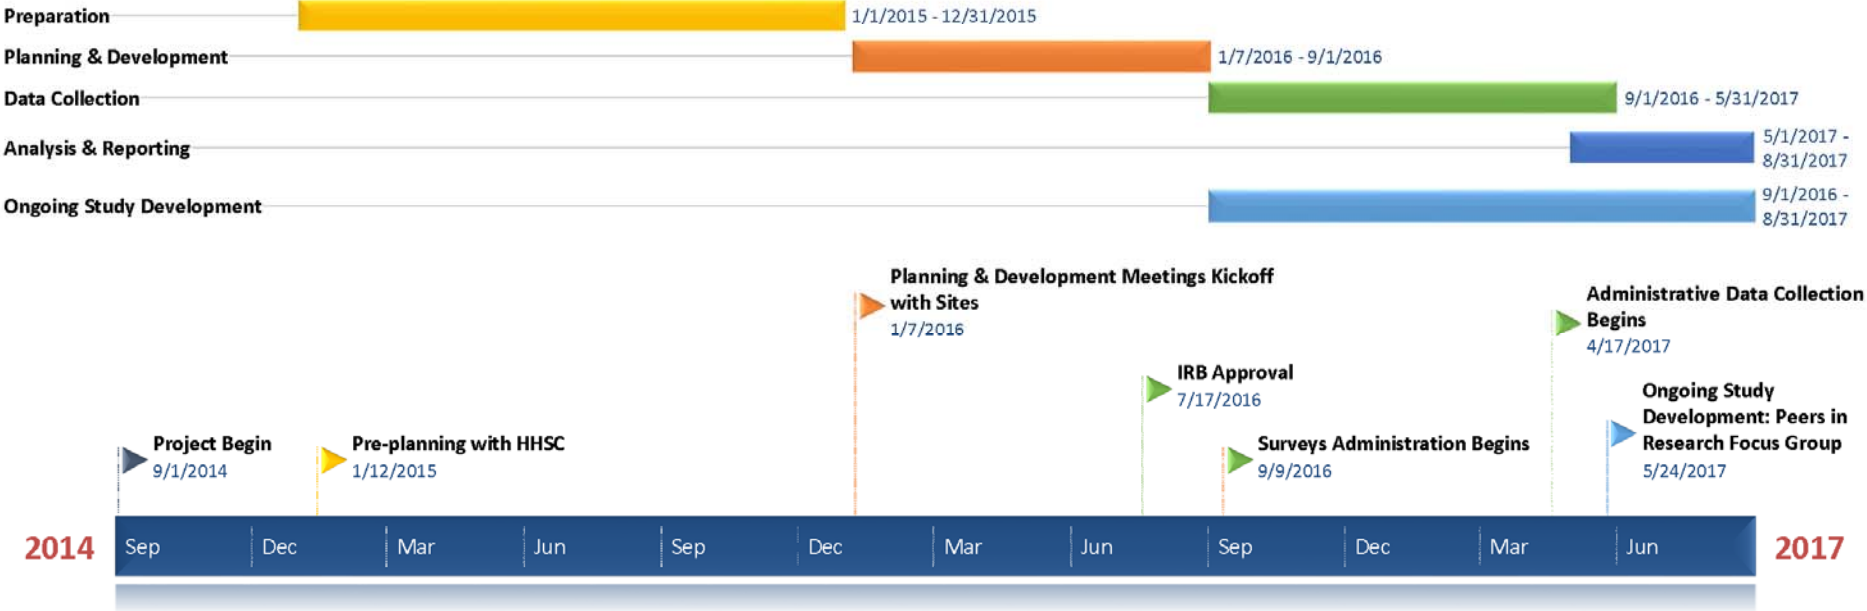 Preparation
1/1/2015 - 12/31/2015
Planning & Development
1/7/2016 - 9/1/2016
Data Collection
9/1/2016 - 5/31/2017
Analysis & Reporting
5/1/2017 -
8/31/2017
Ongoing Study Development
9/1/2016 -
8/31/2017
Planning & Development Meetings Kickoff
with Sites
1/7/2016
Administrative Data Collection
Begins
4/17/2017
IRB Approval
7/17/2016
Ongoing Study
Development: Peers in
Research Focus Group
5/24/2017
Project Begin
9/1/2014
Pre-planning with HHSC
1/12/2015
Surveys Administration Begins
9/9/2016
2014 Sep Dec Mar Jun Sep Dec Mar Jun Sep Dec Mar Jun 2017